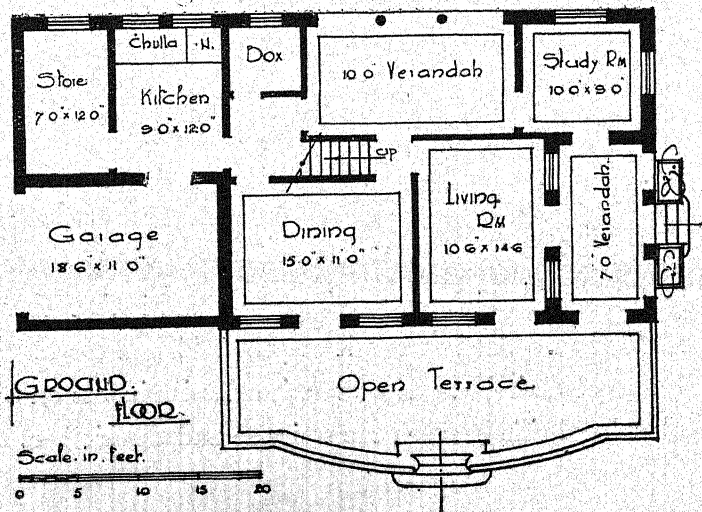 Chulla
.N.
Box
10 0" Verandah
Study RM
10.0" x 9.0"
Store
7 0" x 12 0"
Kitchen
9 0" x 12 0"
UP
Living
RM
10 6" x 14 6
7 0" Verandah
Garage
18 6" x 11 0"
Dining
15.0" x 11 0"
Open Terrace
GROUND.
FLOOR.
Scale. in. feet.
0 5 10 15 20